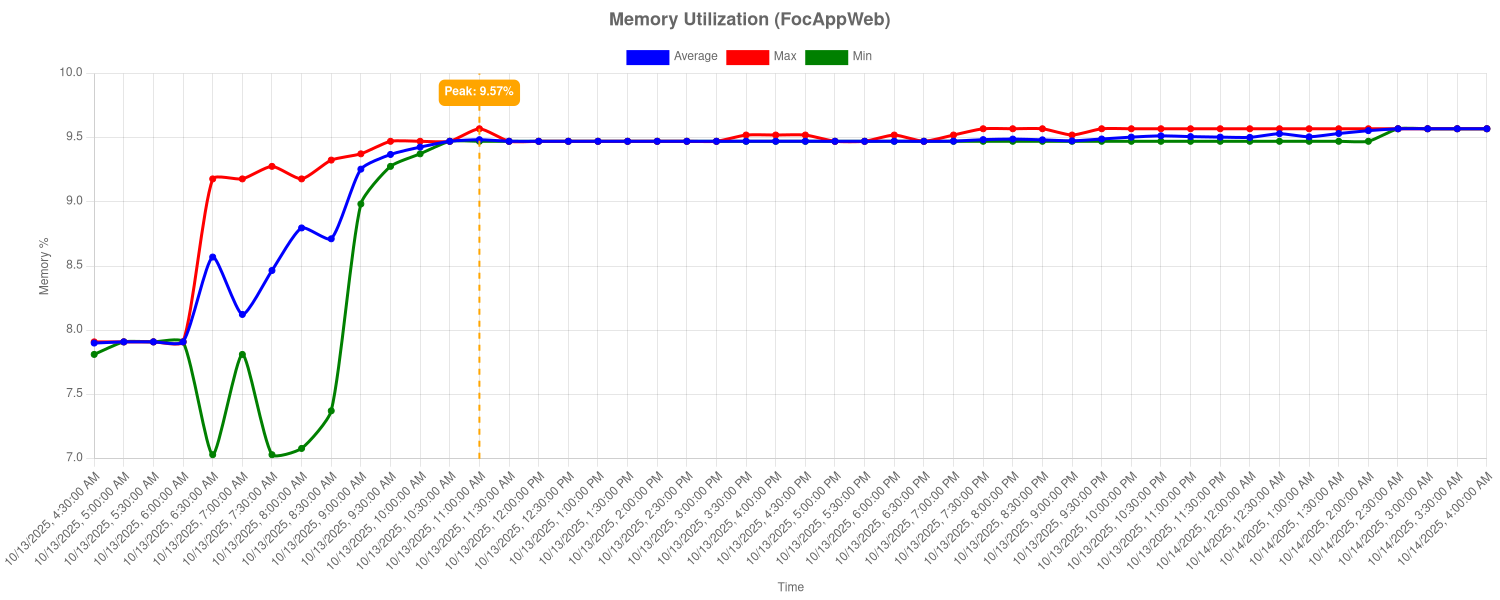 Memory Utilization (FocAppWeb)
Average Max Min
Peak: 9.57%
10.0
9.5
9.0
8.5
8.0
7.5
7.0
Memory %
10/13/2025, 4:30:00 AM
10/13/2025, 5:00:00 AM
10/13/2025, 5:30:00 AM
10/13/2025, 6:00:00 AM
10/13/2025, 6:30:00 AM
10/13/2025, 7:00:00 AM
10/13/2025, 7:30:00 AM
10/13/2025, 8:00:00 AM
10/13/2025, 8:30:00 AM
10/13/2025, 9:00:00 AM
10/13/2025, 9:30:00 AM
10/13/2025, 10:00:00 AM
10/13/2025, 10:30:00 AM
10/13/2025, 11:00:00 AM
10/13/2025, 11:30:00 AM
10/13/2025, 12:00:00 PM
10/13/2025, 12:30:00 PM
10/13/2025, 1:00:00 PM
10/13/2025, 1:30:00 PM
10/13/2025, 2:00:00 PM
10/13/2025, 2:30:00 PM
10/13/2025, 3:00:00 PM
10/13/2025, 3:30:00 PM
10/13/2025, 4:00:00 PM
10/13/2025, 4:30:00 PM
10/13/2025, 5:00:00 PM
10/13/2025, 5:30:00 PM
10/13/2025, 6:00:00 PM
10/13/2025, 6:30:00 PM
10/13/2025, 7:00:00 PM
10/13/2025, 7:30:00 PM
10/13/2025, 8:00:00 PM
10/13/2025, 8:30:00 PM
10/13/2025, 9:00:00 PM
10/13/2025, 9:30:00 PM
10/13/2025, 10:00:00 PM
10/13/2025, 10:30:00 PM
10/13/2025, 11:00:00 PM
10/13/2025, 11:30:00 PM
10/14/2025, 12:00:00 AM
10/14/2025, 12:30:00 AM
10/14/2025, 1:00:00 AM
10/14/2025, 1:30:00 AM
10/14/2025, 2:00:00 AM
10/14/2025, 2:30:00 AM
10/14/2025, 3:00:00 AM
10/14/2025, 3:30:00 AM
10/14/2025, 4:00:00 AM
Time